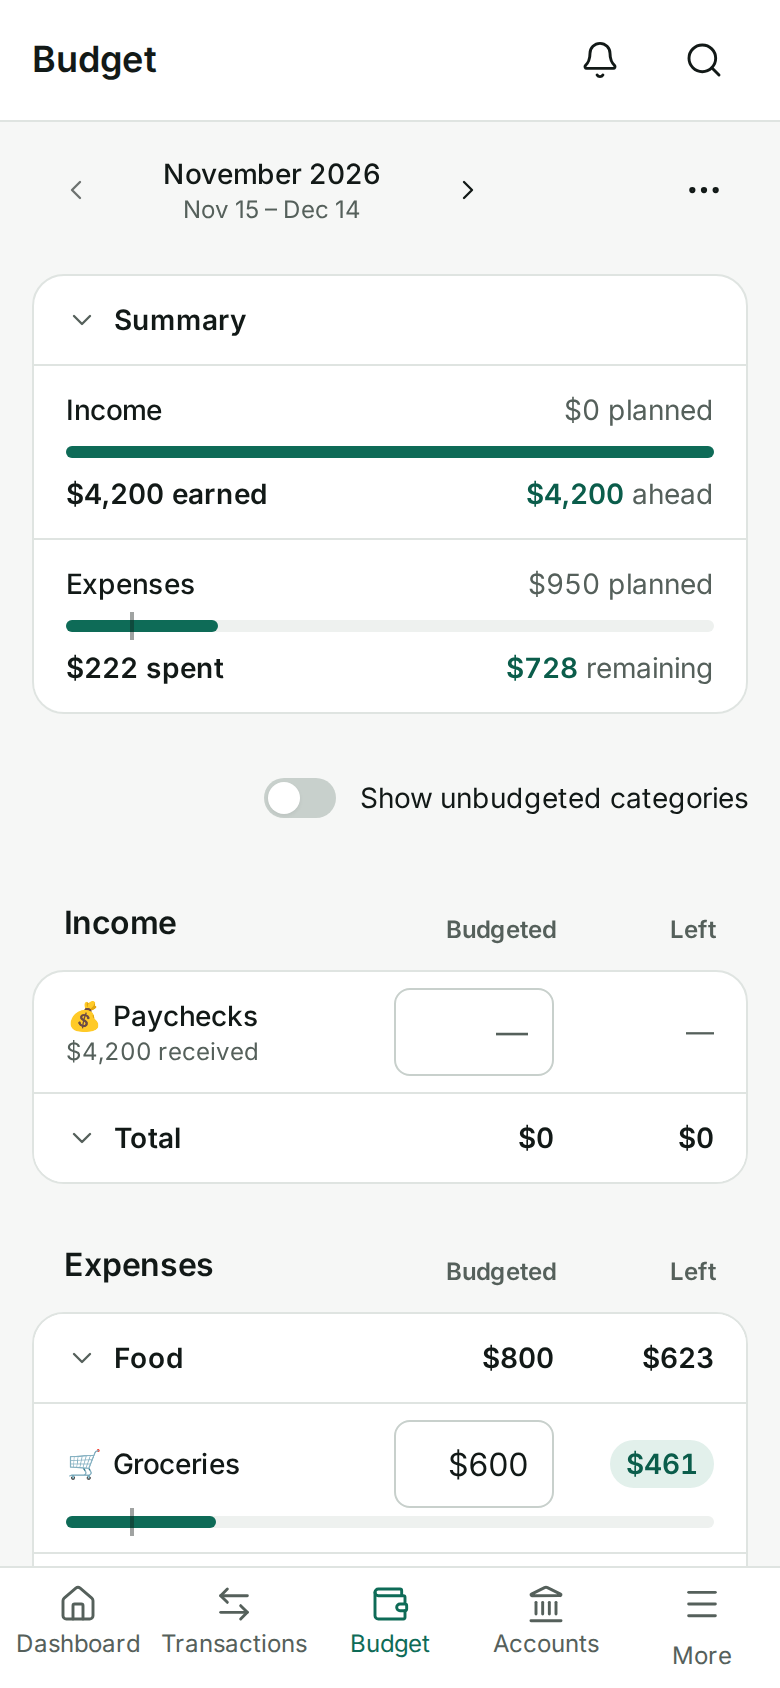 Budget
November 2026
Nov 15 – Dec 14
Summary
Income $0 planned
$4,200 earned $4,200 ahead
Expenses $950 planned
$222 spent $728 remaining
Show unbudgeted categories
Income Budgeted Left
Paychecks — —
$4,200 received
Total $0 $0
Expenses Budgeted Left
Food $800 $623
Groceries $600 $461
Dashboard Transactions Budget Accounts More